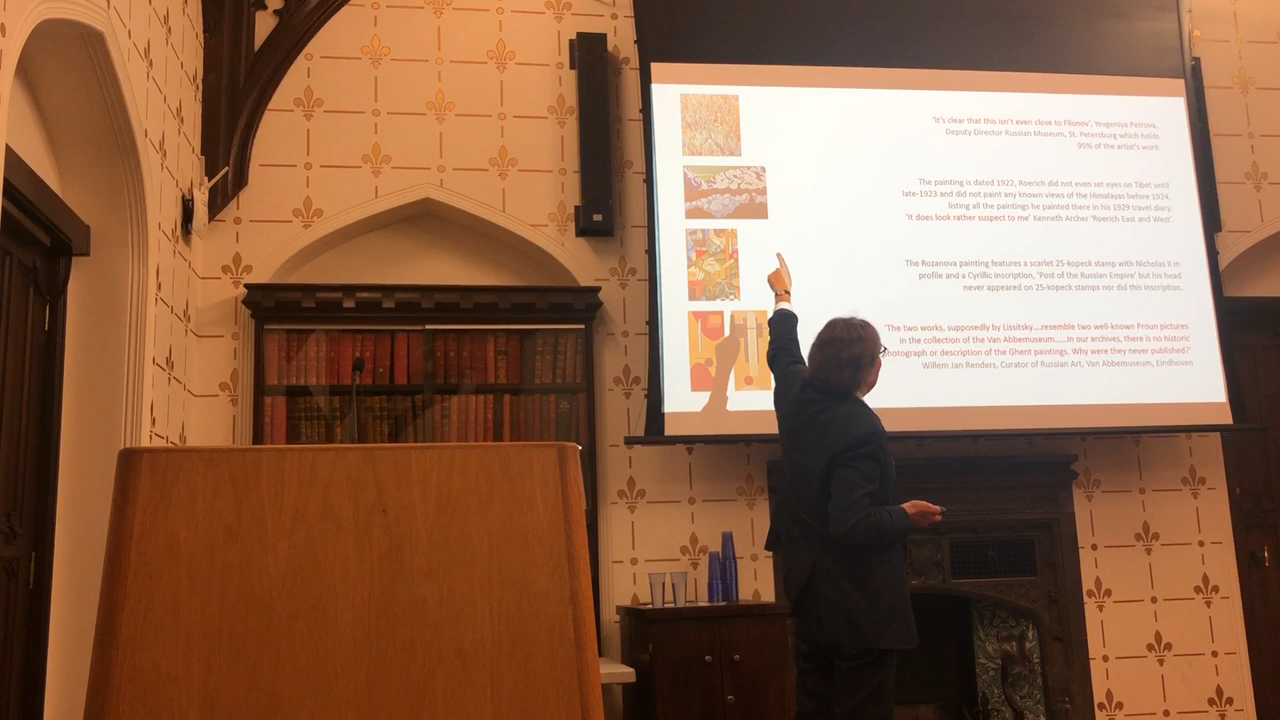 'It's clear that this isn't even close to Filonov', Yevgeniya Petrova,
Deputy Director Russian Museum, St. Petersburg which holds
95% of the artist's work.
The painting is dated 1922, Roerich did not even set eyes on Tibet until
late-1923 and did not paint any known views of the Himalayas before 1924,
listing all the paintings he painted there in his 1929 travel diary.
'It does look rather suspect to me' Kenneth Archer 'Roerich East and West'.
The Rozanova painting features a scarlet 25-kopeck stamp with Nicholas II in
profile and a Cyrillic inscription, 'Post of the Russian Empire' but his head
never appeared on 25-kopeck stamps nor did this inscription.
'The two works, supposedly by Lissitsky....resemble two well-known Proun pictures
in the collection of the Van Abbemuseum......In our archives, there is no historic
photograph or description of the Ghent paintings. Why were they never published?'
Willem Jan Renders, Curator of Russian Art, Van Abbemuseum, Eindhoven